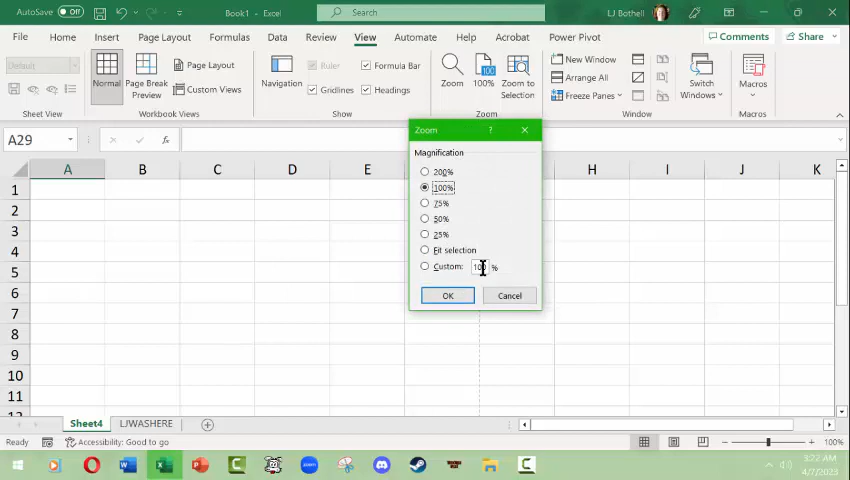 AutoSave Off Book1 - Excel Search LJ Bothell
File Home Insert Page Layout Formulas Data Review View Automate Help Acrobat Power Pivot Comments Share
Default
Normal
Page Break Preview
Page Layout
Custom Views
Navigation
Ruler
Formula Bar
Gridlines
Headings
Zoom
100%
Zoom to Selection
New Window
Arrange All
Freeze Panes
Switch Windows
Macros
Sheet View Workbook Views Show Zoom Window Macros
A29 fx
Zoom ?
Magnification
200%
100%
75%
50%
25%
Fit selection
Custom: 100 %
OK Cancel
A B C D E H I J K
1
2
3
4
5
6
7
8
9
10
11
12
Sheet4 LJWASHERE
Ready Accessibility: Good to go 100%
3:22 AM
4/7/2023